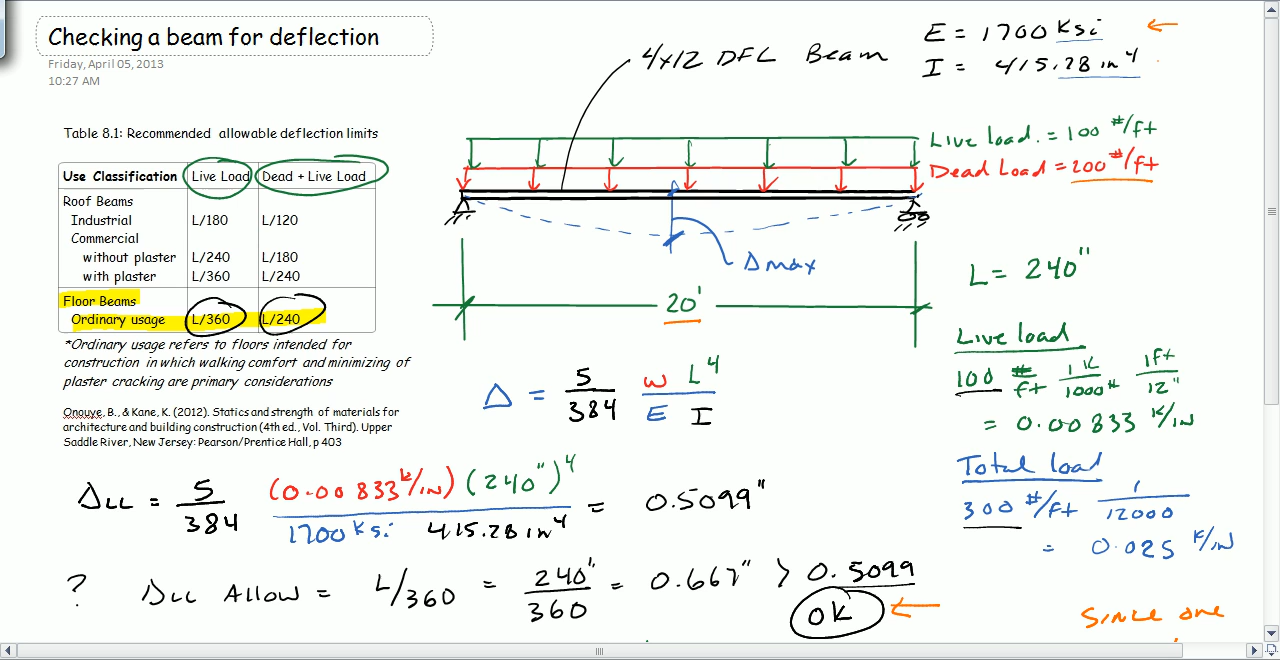 Checking a beam for deflection
Friday, April 05, 2013
10:27 AM
4x12 DFL Beam
E = 1700 Ksi
I = 415.28 in⁴
Table 8.1: Recommended allowable deflection limits
Use Classification Live Load Dead + Live Load
Roof Beams
Industrial L/180 L/120
Commercial
without plaster L/240 L/180
with plaster L/360 L/240
Floor Beams
Ordinary usage L/360 L/240
*Ordinary usage refers to floors intended for
construction in which walking comfort and minimizing of
plaster cracking are primary considerations
Onouye, B., & Kane, K. (2012). Statics and strength of materials for
architecture and building construction (4th ed., Vol. Third). Upper
Saddle River, New Jersey: Pearson/Prentice Hall, p 403
Live load. = 100 #/ft
Dead Load = 200 #/ft
Δmax
20'
L = 240"
Δ = 5/384 w L⁴ / E I
Live load
100 #/ft 1K/1000# 1ft/12"
= 0.00833 K/IN
Total load
300 #/ft 1/12000
= 0.025 K/IN
ΔLL = 5/384 (0.00833 k/IN) (240")⁴ / 1700 Ksi 415.28 in⁴ = 0.5099"
? ΔLL ALLOW = L/360 = 240"/360 = 0.667" > 0.5099
OK
Since one